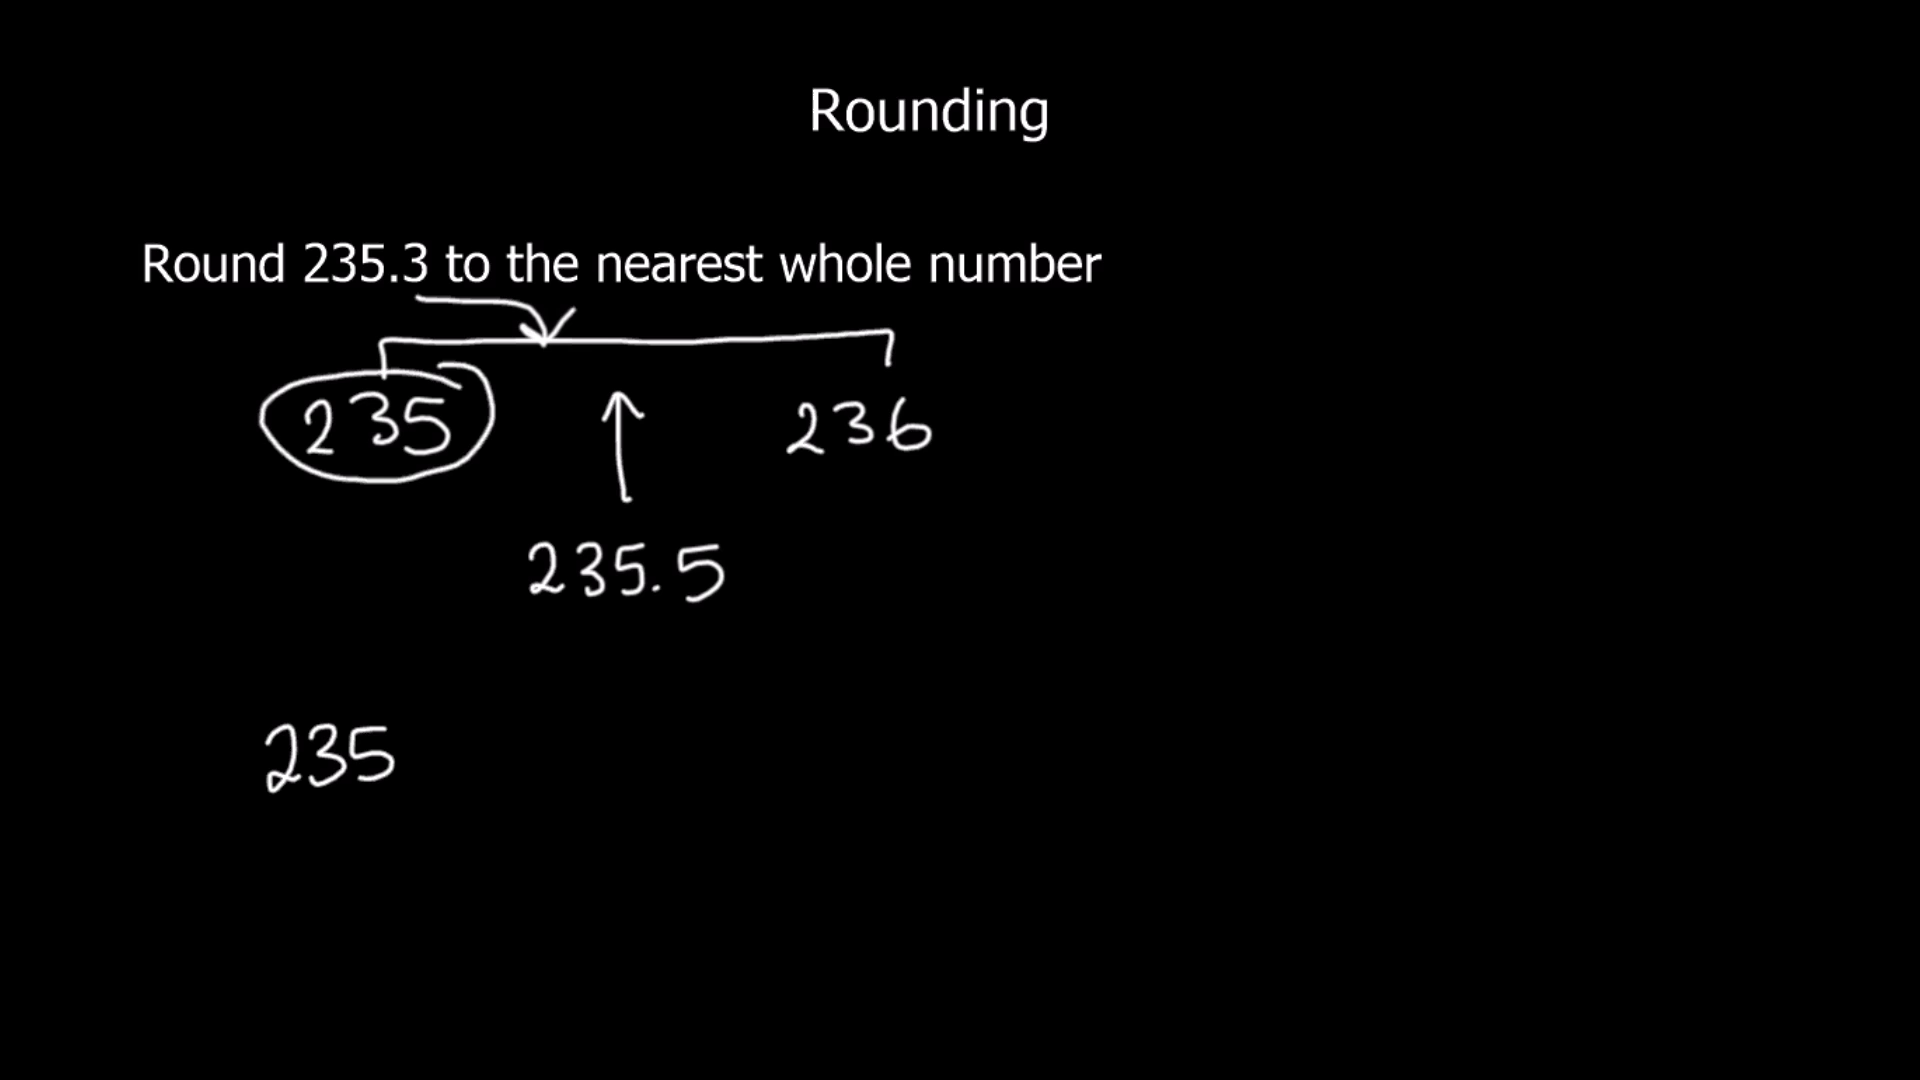 Rounding
Round 235.3 to the nearest whole number
235 236
235.5
235